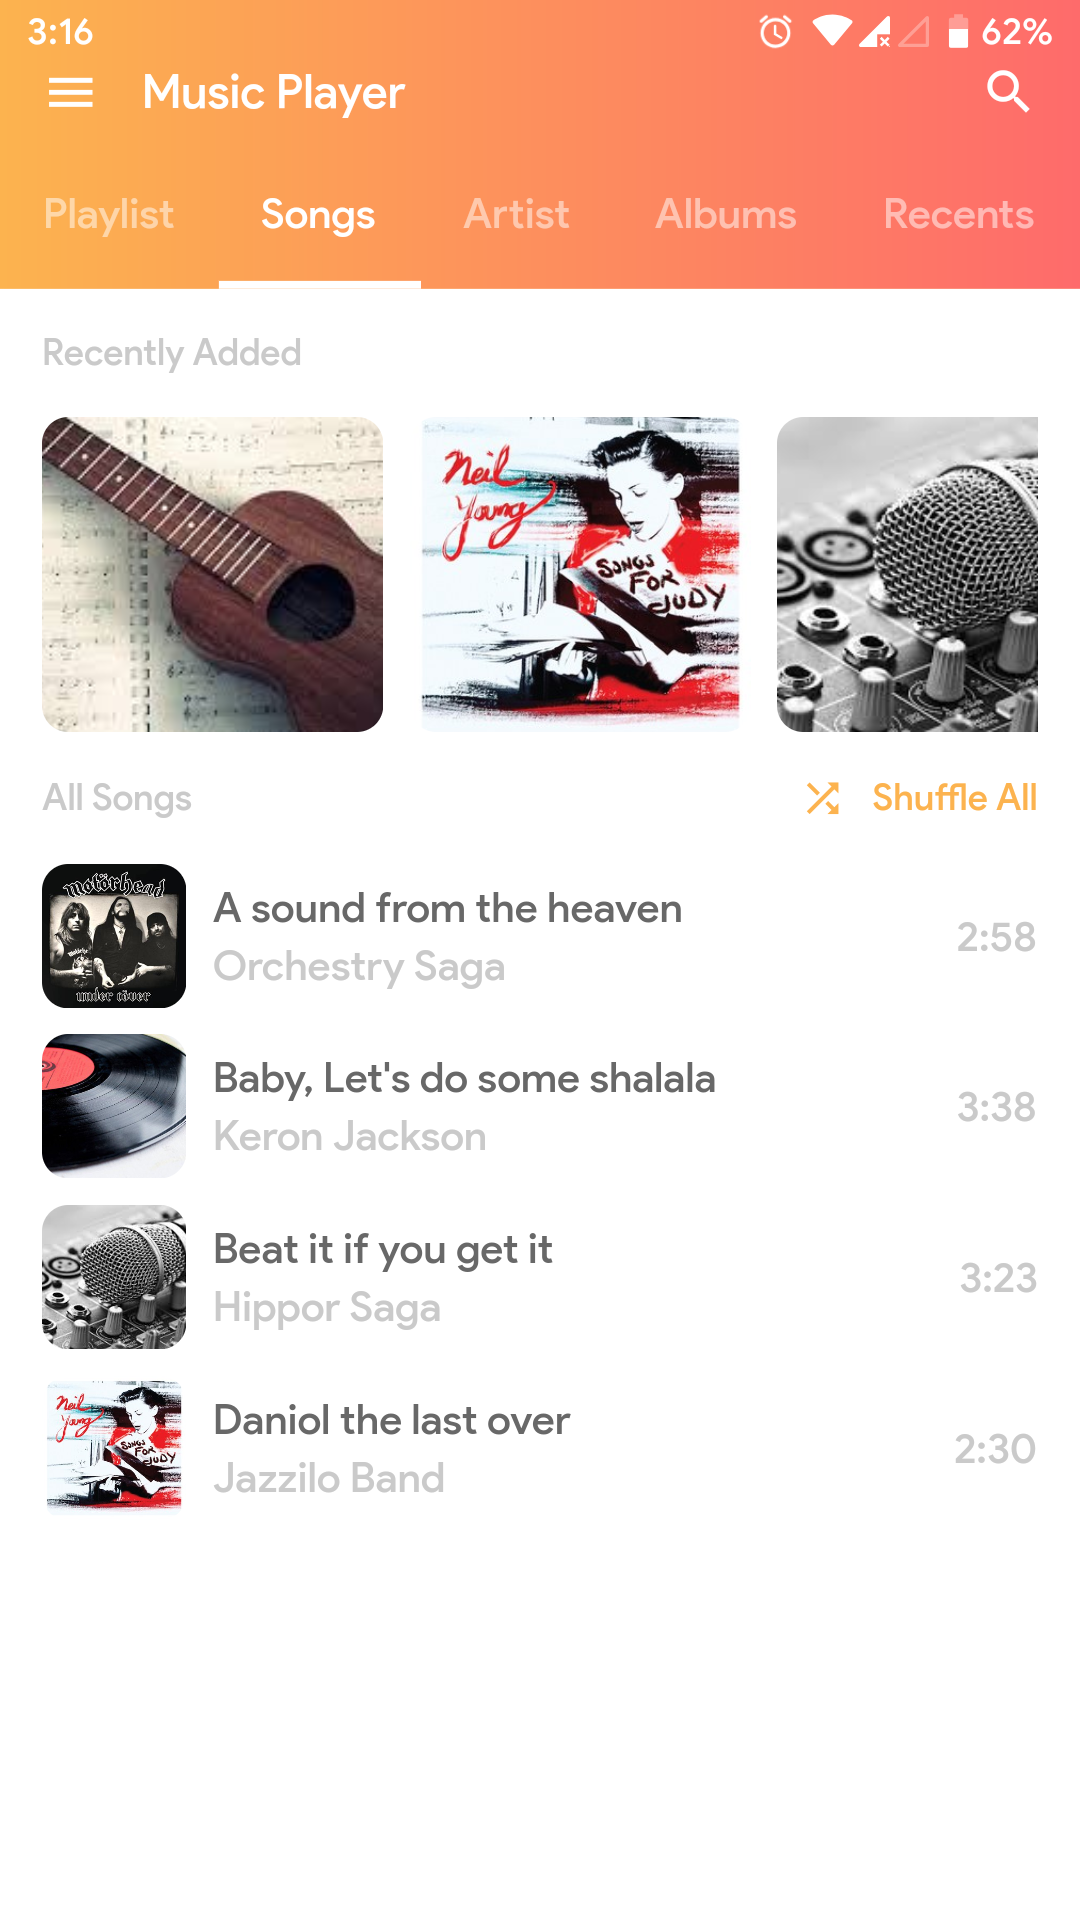 3:16
62%
Music Player
Playlist Songs Artist Albums Recents
Recently Added
Neil
Young
SONGS
FOR
JUDY
All Songs
Shuffle All
motörhead
under cöver
A sound from the heaven
Orchestry Saga
2:58
Baby, Let's do some shalala
Keron Jackson
3:38
Beat it if you get it
Hippor Saga
3:23
Neil
Young
SONGS
FOR
JUDY
Daniol the last over
Jazzilo Band
2:30